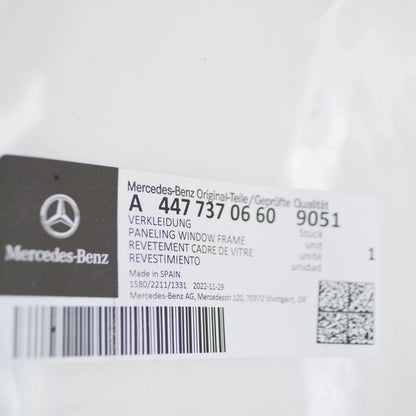 Mercedes-Benz
Mercedes-Benz Original-Teile/Geprüfte Qualität
A 447 737 06 60 9051
VERKLEIDUNG Stück
PANELING WINDOW FRAME unit
REVETEMENT CADRE DE VITRE unité 1
REVESTIMIENTO unidad
Made in SPAIN
1580/2211/1331 2022-11-29
Mercedes-Benz AG, Mercedesstr.120, 70372 Stuttgart, DE